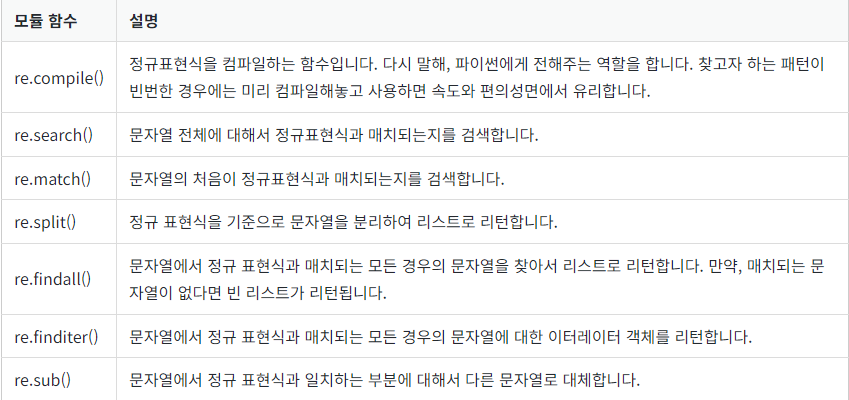 모듈 함수 설명
re.compile() 정규표현식을 컴파일하는 함수입니다. 다시 말해, 파이썬에게 전해주는 역할을 합니다. 찾고자 하는 패턴이
빈번한 경우에는 미리 컴파일해놓고 사용하면 속도와 편의성면에서 유리합니다.
re.search() 문자열 전체에 대해서 정규표현식과 매치되는지를 검색합니다.
re.match() 문자열의 처음이 정규표현식과 매치되는지를 검색합니다.
re.split() 정규 표현식을 기준으로 문자열을 분리하여 리스트로 리턴합니다.
re.findall() 문자열에서 정규 표현식과 매치되는 모든 경우의 문자열을 찾아서 리스트로 리턴합니다. 만약, 매치되는 문
자열이 없다면 빈 리스트가 리턴됩니다.
re.finditer() 문자열에서 정규 표현식과 매치되는 모든 경우의 문자열에 대한 이터레이터 객체를 리턴합니다.
re.sub() 문자열에서 정규 표현식과 일치하는 부분에 대해서 다른 문자열로 대체합니다.